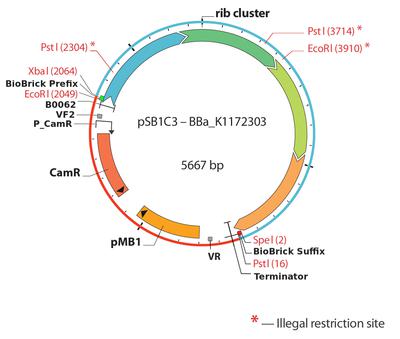 rib cluster
PstI (3714) *
EcoRI (3910) *
PstI (2304) *
XbaI (2064)
BioBrick Prefix
EcoRI (2049)
B0062
VF2
P_CamR
pSB1C3 – BBa_K1172303
5667 bp
CamR
pMB1
VR
SpeI (2)
BioBrick Suffix
PstI (16)
Terminator
* — Illegal restriction site